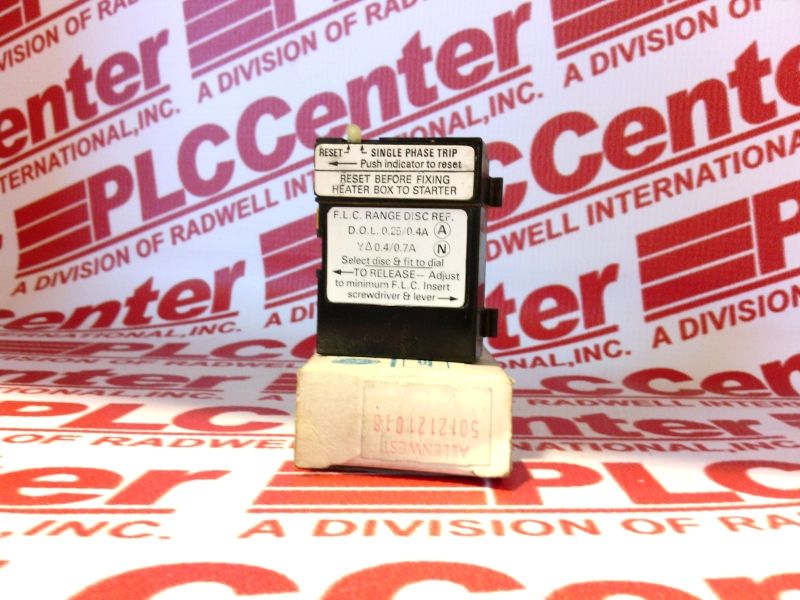 PLCCenter
A DIVISION OF RADWELL INTERNATIONAL, INC.
RESET
SINGLE PHASE TRIP
Push indicator to reset
RESET BEFORE FIXING
HEATER BOX TO STARTER
F.L.C. RANGE DISC REF.
D.O.L. 0.25/0.4A A
Y Δ 0.4/0.7A N
Select disc & fit to dial
TO RELEASE — Adjust
to minimum F.L.C. Insert
screwdriver & lever
ALLENWEST
5012121018